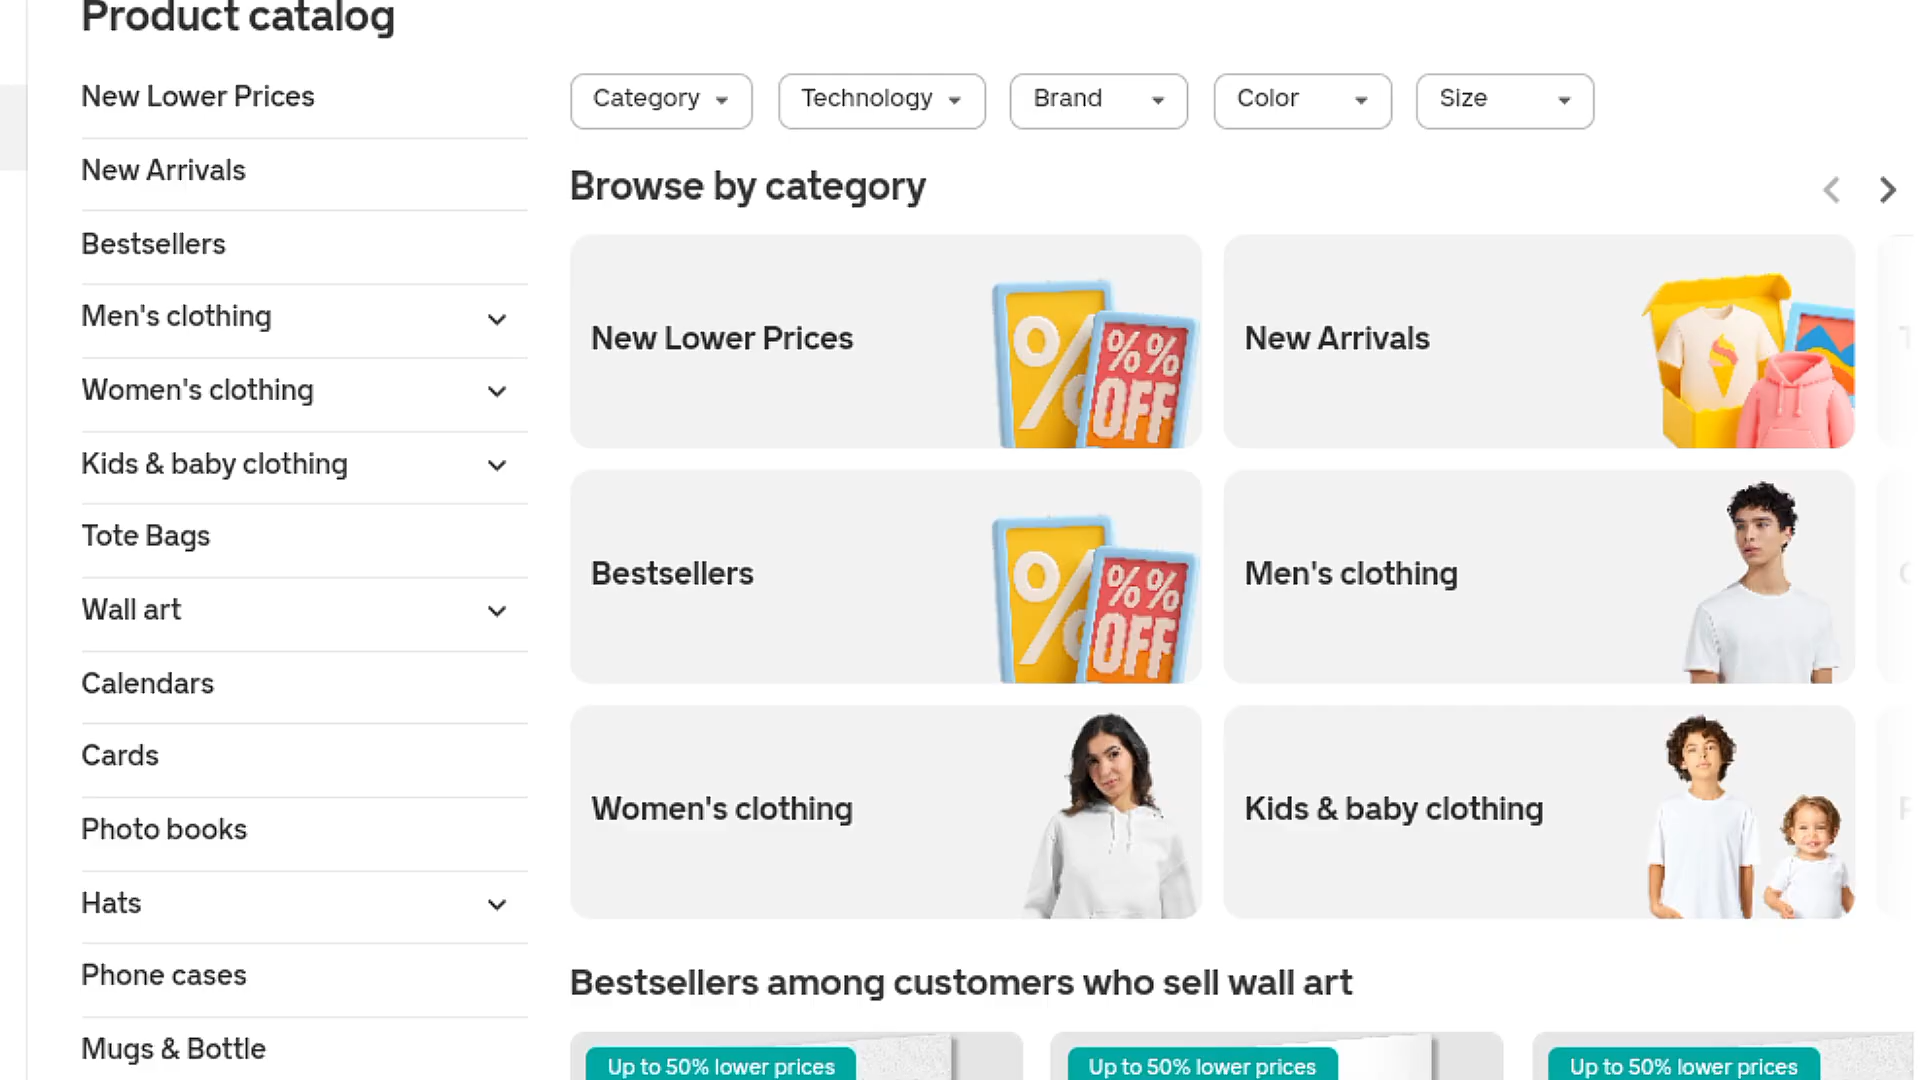 Product catalog
New Lower Prices
New Arrivals
Bestsellers
Men's clothing
Women's clothing
Kids & baby clothing
Tote Bags
Wall art
Calendars
Cards
Photo books
Hats
Phone cases
Mugs & Bottle
Category
Technology
Brand
Color
Size
Browse by category
New Lower Prices
%
%%
OFF
New Arrivals
Bestsellers
%
%%
OFF
Men's clothing
Women's clothing
Kids & baby clothing
Bestsellers among customers who sell wall art
Up to 50% lower prices
Up to 50% lower prices
Up to 50% lower prices